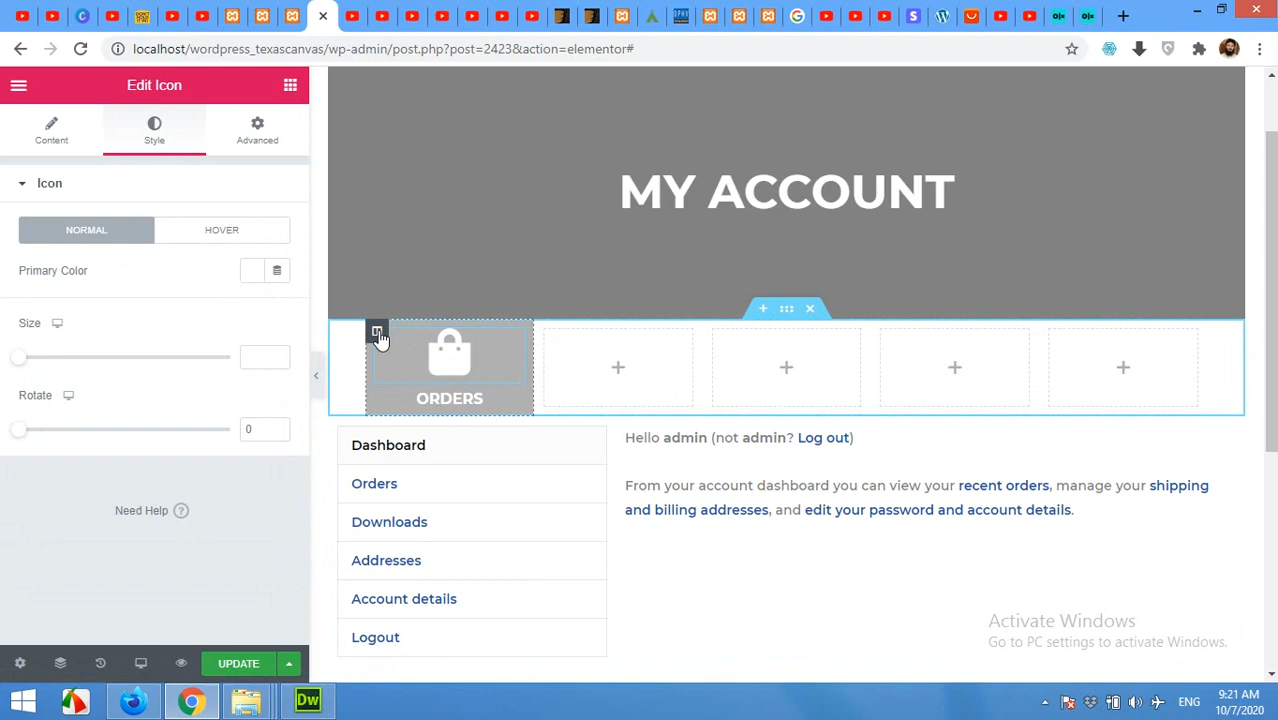 localhost/wordpress_texascanvas/wp-admin/post.php?post=2423&action=elementor#
Edit Icon
Content
Style
Advanced
Icon
NORMAL
HOVER
Primary Color
Size
Rotate
0
Need Help
?
UPDATE
MY ACCOUNT
ORDERS
Dashboard
Orders
Downloads
Addresses
Account details
Logout
Hello admin (not admin? Log out)
From your account dashboard you can view your recent orders, manage your shipping
and billing addresses, and edit your password and account details.
Activate Windows
Go to PC settings to activate Windows.
Dw
ENG
9:21 AM
10/7/2020